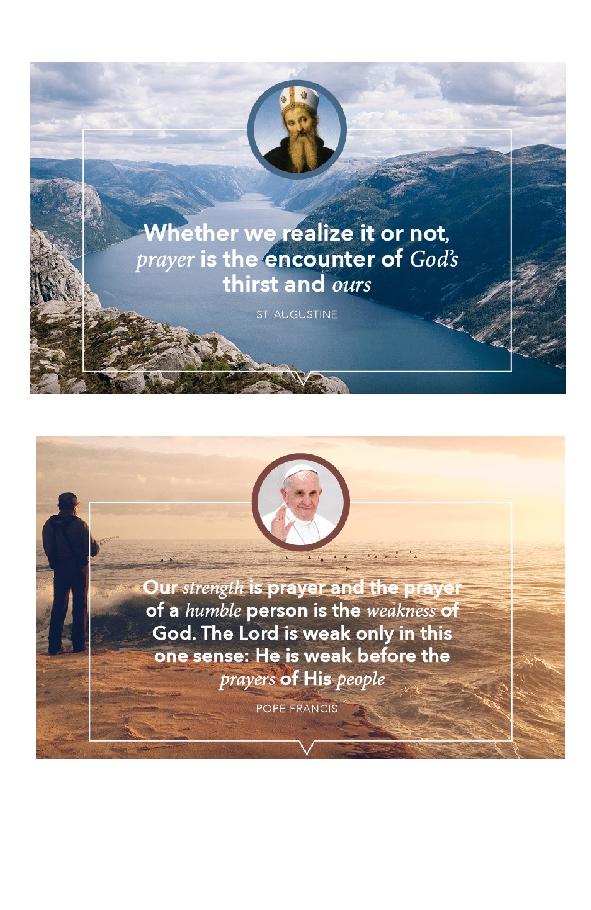 Whether we realize it or not,
prayer is the encounter of God's
thirst and ours
ST AUGUSTINE
Our strength is prayer and the prayer
of a humble person is the weakness of
God. The Lord is weak only in this
one sense: He is weak before the
prayers of His people
POPE FRANCIS